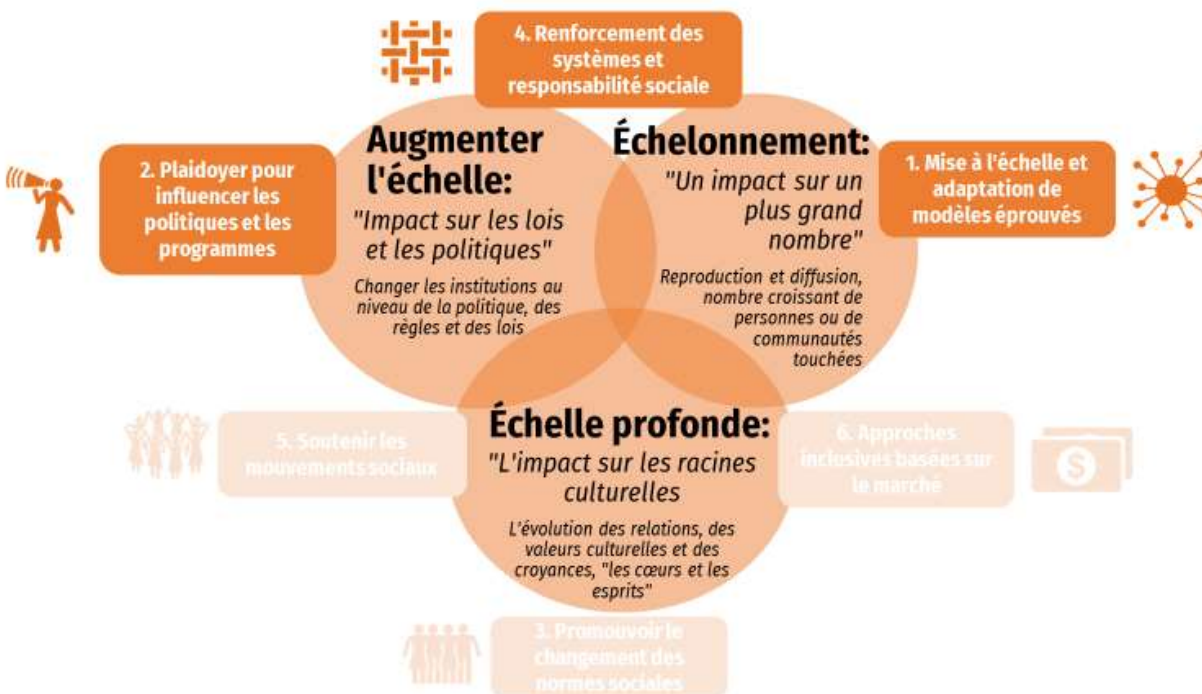 4. Renforcement des
systèmes et
responsabilité sociale
2. Plaidoyer pour
influencer les
politiques et les
programmes
Augmenter
l'échelle:
"Impact sur les lois
et les politiques"
Changer les institutions au
niveau de la politique, des
règles et des lois
Échelonnement:
"Un impact sur un
plus grand
nombre"
Reproduction et diffusion,
nombre croissant de
personnes ou de
communautés
touchées
1. Mise à l'échelle et
adaptation de
modèles éprouvés
5. Soutenir les
mouvements sociaux
Échelle profonde:
"L'impact sur les racines
culturelles
L'évolution des relations, des
valeurs culturelles et des
croyances, "les cœurs et les
esprits"
6. Approches
inclusives basées sur
le marché
$
3. Promouvoir le
changement des
normes sociales